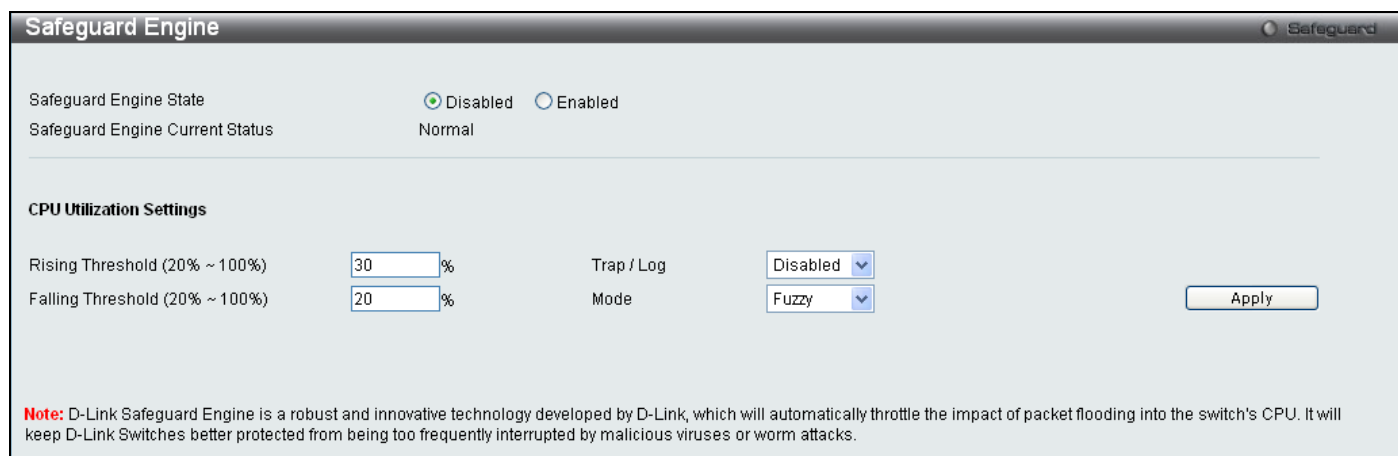 Safeguard Engine
Safeguard
Safeguard Engine State Disabled Enabled
Safeguard Engine Current Status Normal
CPU Utilization Settings
Rising Threshold (20% ~ 100%) 30 % Trap / Log Disabled
Falling Threshold (20% ~ 100%) 20 % Mode Fuzzy Apply
Note: D-Link Safeguard Engine is a robust and innovative technology developed by D-Link, which will automatically throttle the impact of packet flooding into the switch's CPU. It will
keep D-Link Switches better protected from being too frequently interrupted by malicious viruses or worm attacks.